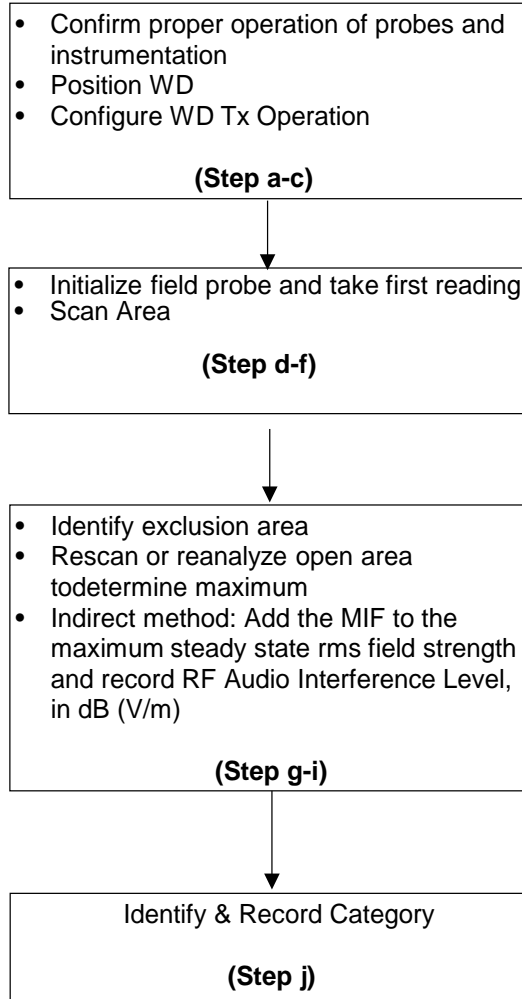 • Confirm proper operation of probes and
instrumentation
• Position WD
• Configure WD Tx Operation
(Step a-c)
• Initialize field probe and take first reading
• Scan Area
(Step d-f)
• Identify exclusion area
• Rescan or reanalyze open area
todetermine maximum
• Indirect method: Add the MIF to the
maximum steady state rms field strength
and record RF Audio Interference Level,
in dB (V/m)
(Step g-i)
Identify & Record Category
(Step j)